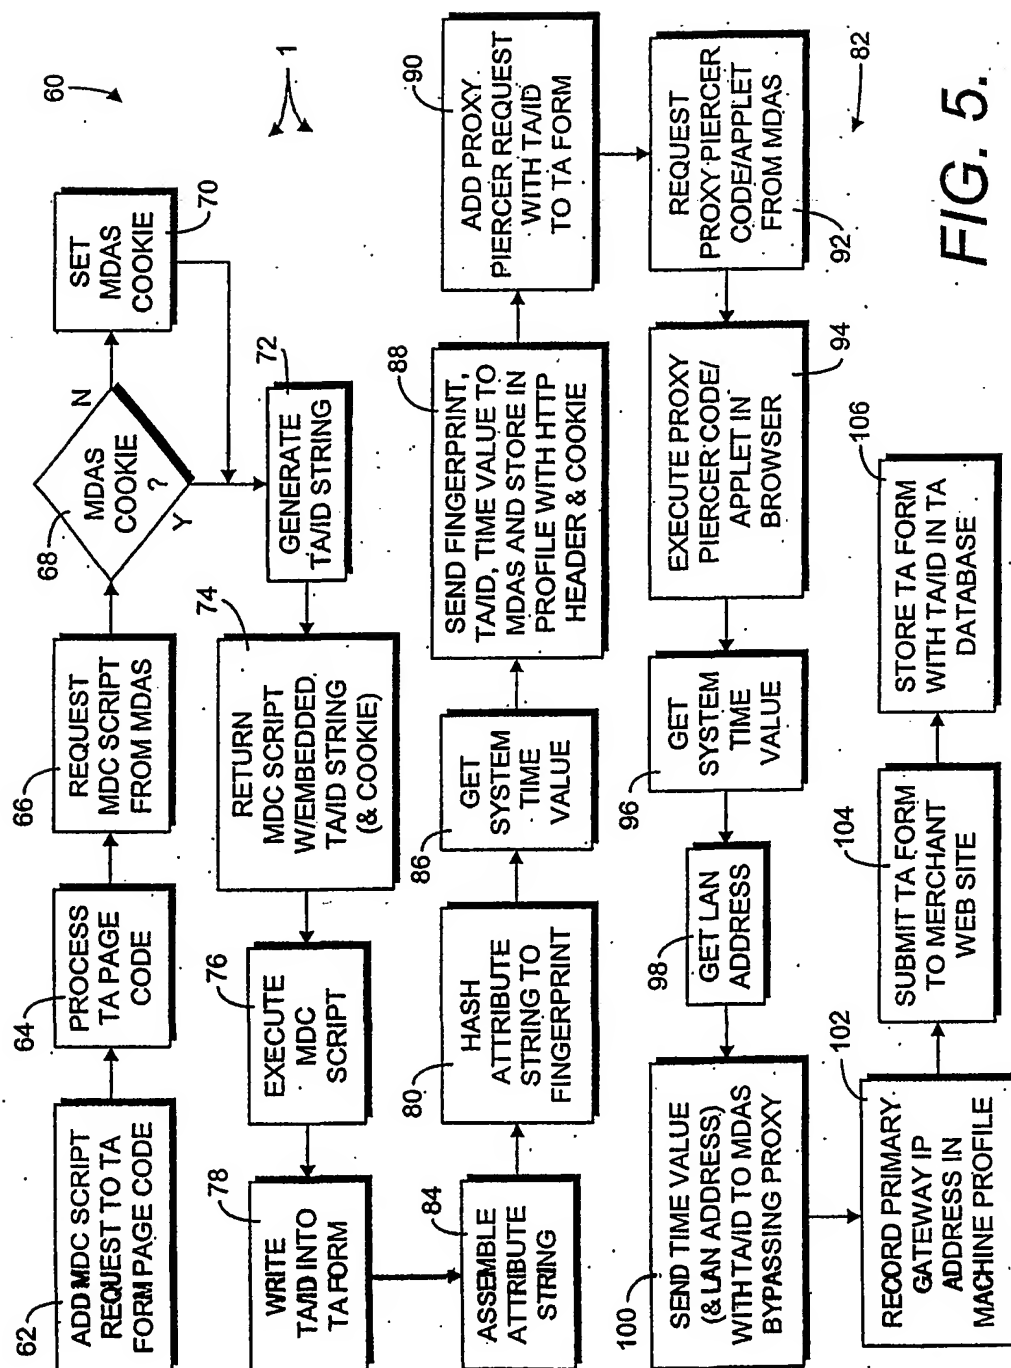 60
62
ADD MDC SCRIPT
REQUEST TO TA
FORM PAGE CODE
64
PROCESS
TA PAGE
CODE
66
REQUEST
MDC SCRIPT
FROM MDAS
68
MDAS
COOKIE
?
N
Y
SET
MDAS
COOKIE
70
1
72
GENERATE
TA/ID STRING
74
RETURN
MDC SCRIPT
W/EMBEDDED.
TA/ID STRING
(& COOKIE)
76
EXECUTE
MDC
SCRIPT
78
WRITE
TA/ID INTO
TA FORM
84
ASSEMBLE
ATTRIBUTE
STRING
80
HASH
ATTRIBUTE
STRING TO
FINGERPRINT
86
GET
SYSTEM
TIME
VALUE
88
SEND FINGERPRINT,
TA/ID, TIME VALUE TO
MDAS AND STORE IN
PROFILE WITH HTTP
HEADER & COOKIE
90
ADD PROXY
PIERCER REQUEST
WITH TA/ID
TO TA FORM
92
REQUEST
PROXY PIERCER
CODE/APPLET
FROM MDAS
82
94
EXECUTE PROXY
PIERCER CODE/
APPLET IN
BROWSER
96
GET
SYSTEM
TIME
VALUE
98
GET LAN
ADDRESS
100
SEND TIME VALUE
(& LAN ADDRESS)
WITH TA/ID TO MDAS
BYPASSING PROXY
102
RECORD PRIMARY
GATEWAY IP
ADDRESS IN
MACHINE PROFILE
104
SUBMIT TA FORM
TO MERCHANT
WEB SITE
106
STORE TA FORM
WITH TA/ID IN TA
DATABASE
FIG. 5.